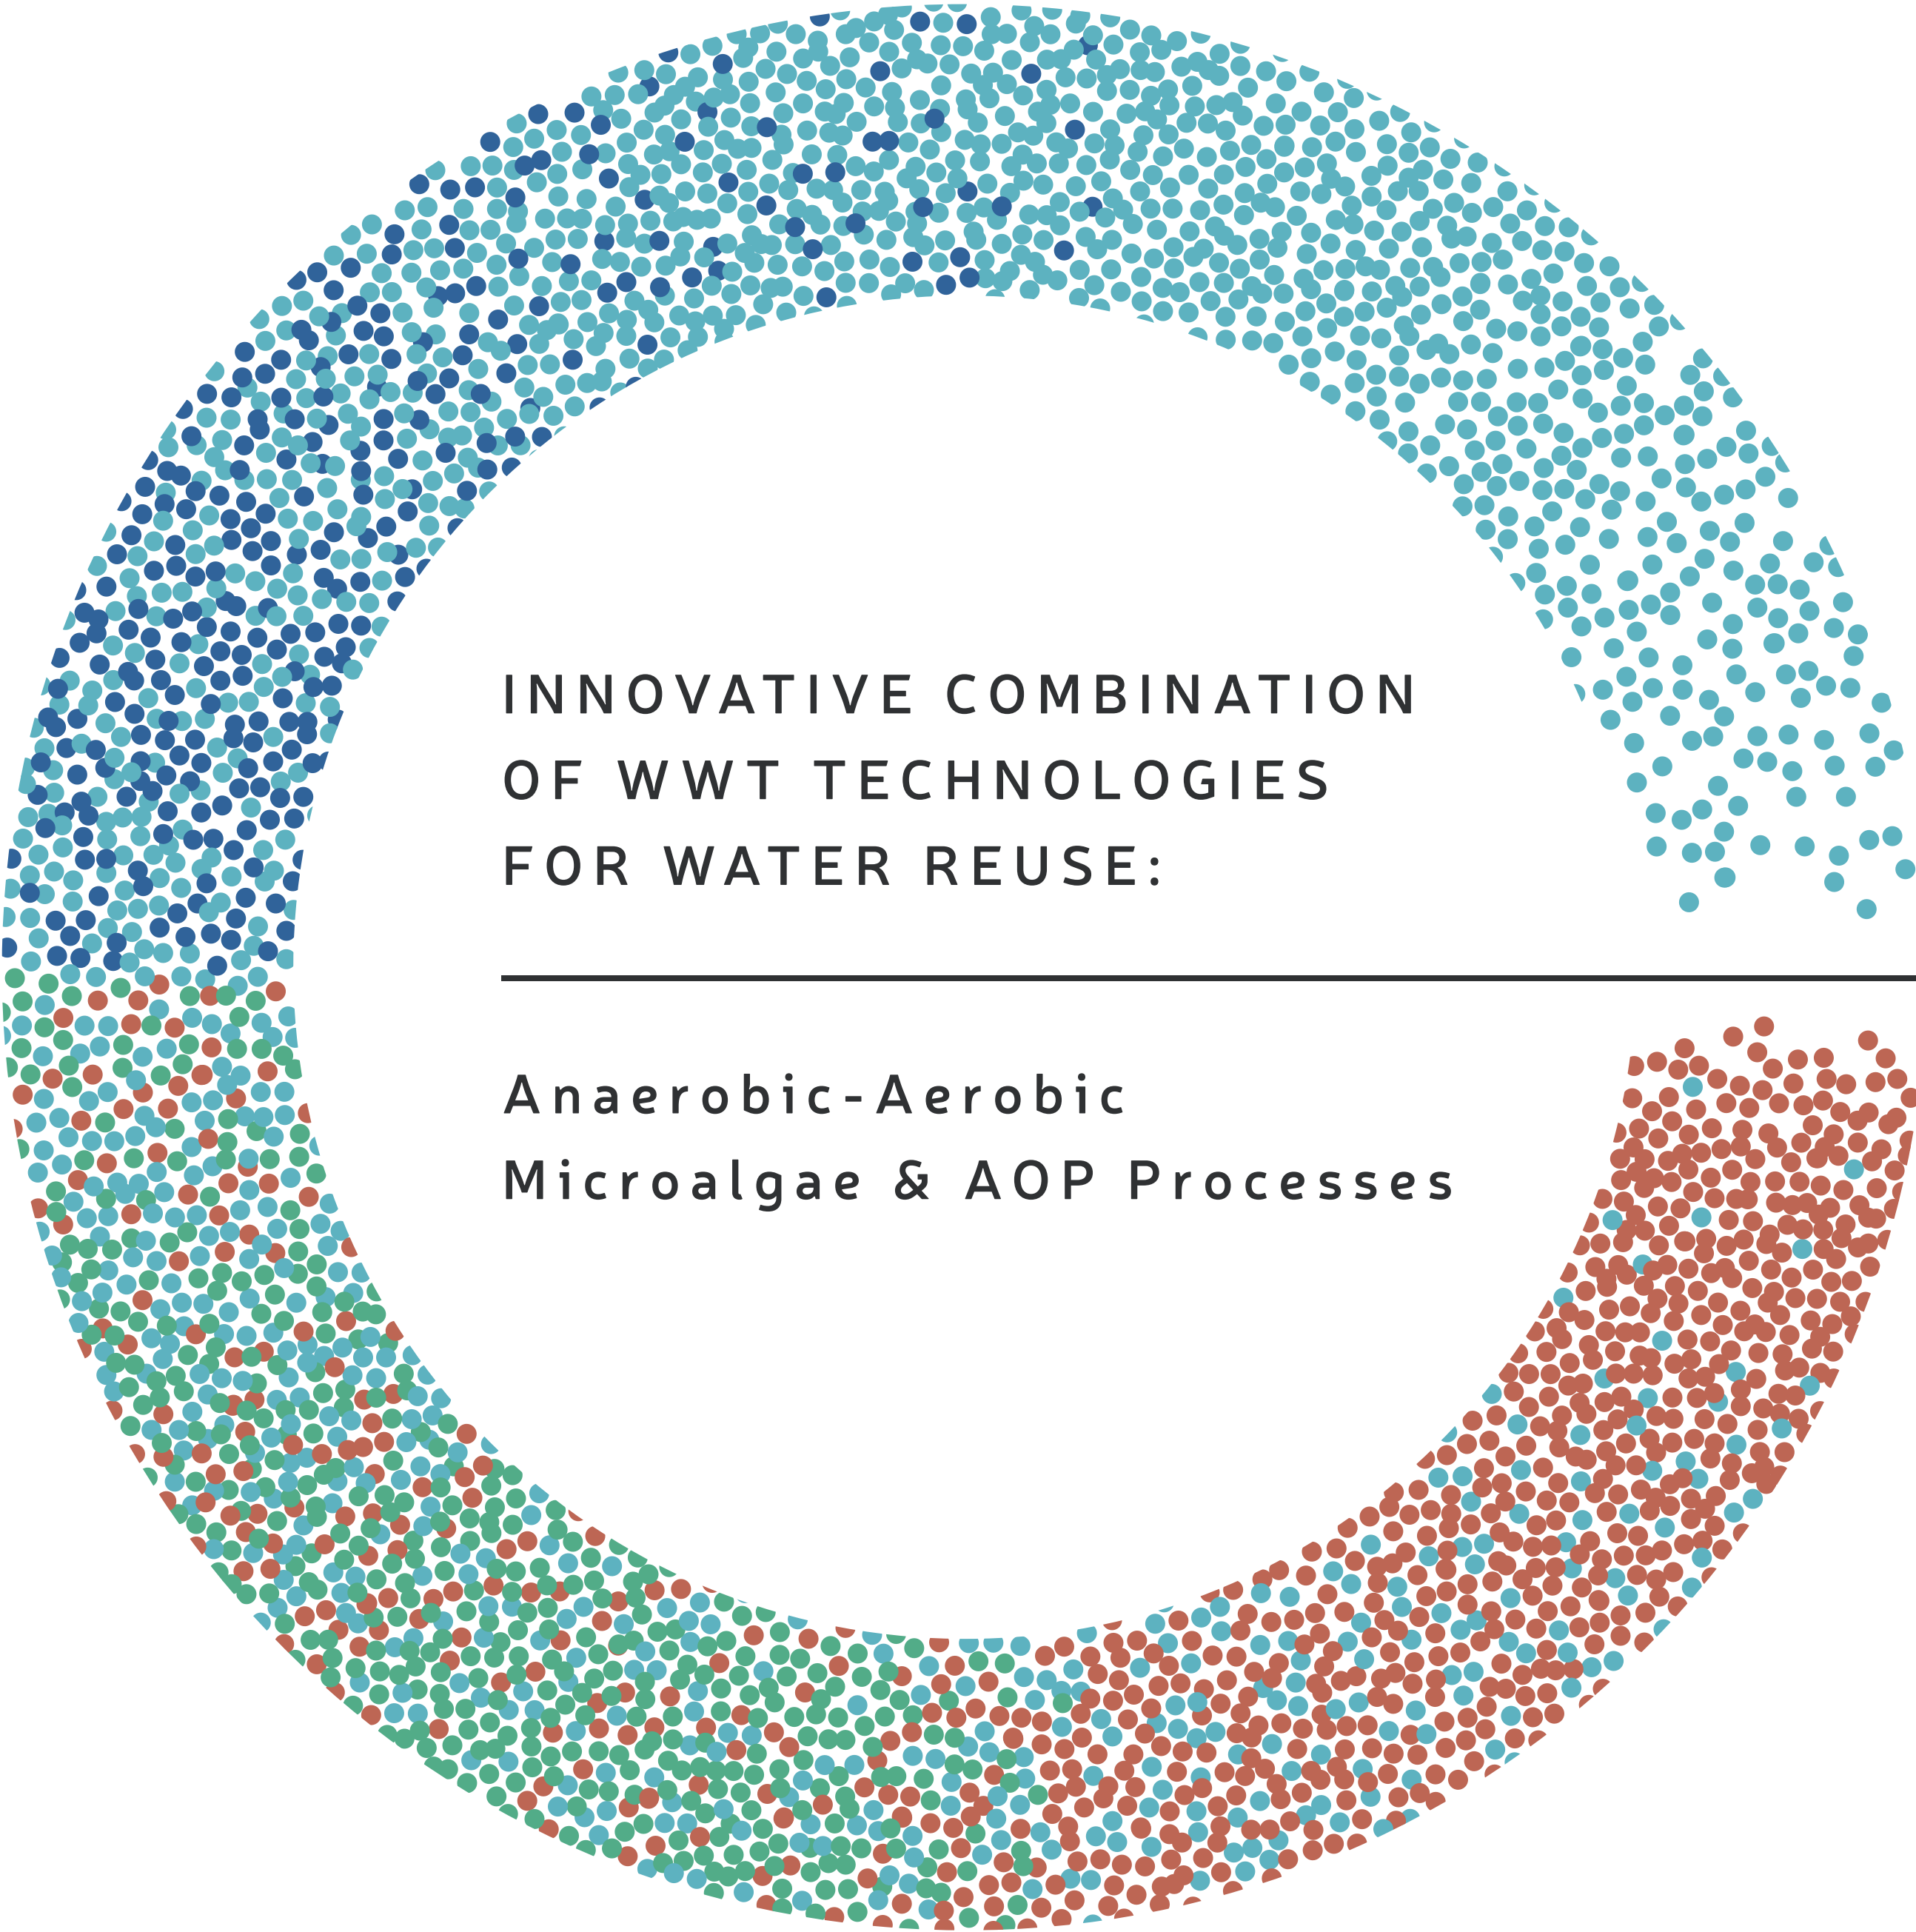 INNOVATIVE COMBINATION
OF WWT TECHNOLOGIES
FOR WATER REUSE:
Anaerobic-Aerobic
Microalgae & AOP Processes